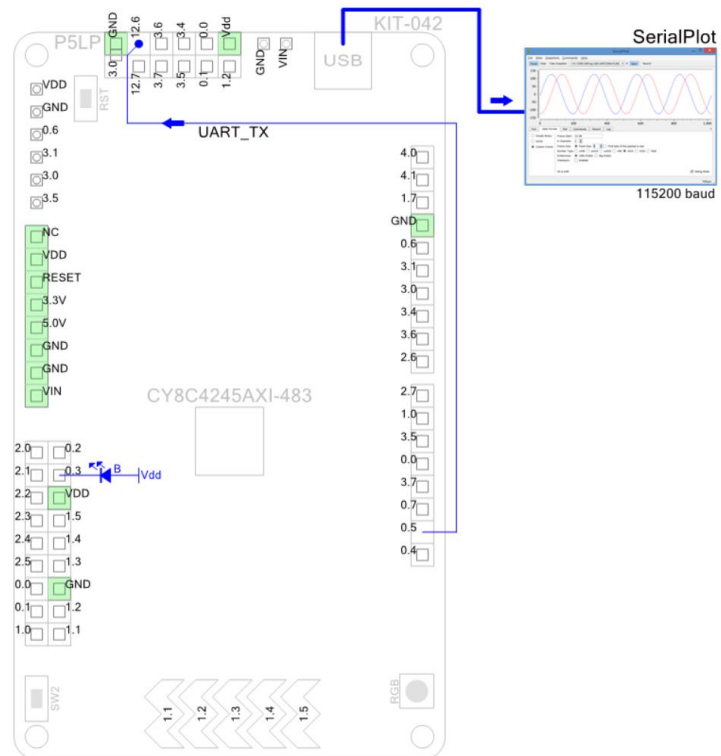 KIT-042
P5LP
GND
12.6
3.6
3.4
0.0
Vdd
3.0
12.7
3.7
3.5
0.1
1.2
GND
VIN
USB
SerialPlot
115200 baud
RST
UART_TX
VDD
GND
0.6
3.1
3.0
3.5
NC
VDD
RESET
3.3V
5.0V
GND
GND
VIN
4.0
4.1
1.7
GND
0.6
3.1
3.0
3.4
3.6
2.6
2.7
1.0
3.5
0.0
3.7
0.7
0.5
0.4
CY8C4245AXI-483
2.0 0.2
2.1 0.3 B Vdd
2.2 VDD
2.3 1.5
2.4 1.4
2.5 1.3
0.0 GND
0.1 1.2
1.0 1.1
SW2
1.1
1.2
1.3
1.4
1.5
RGB